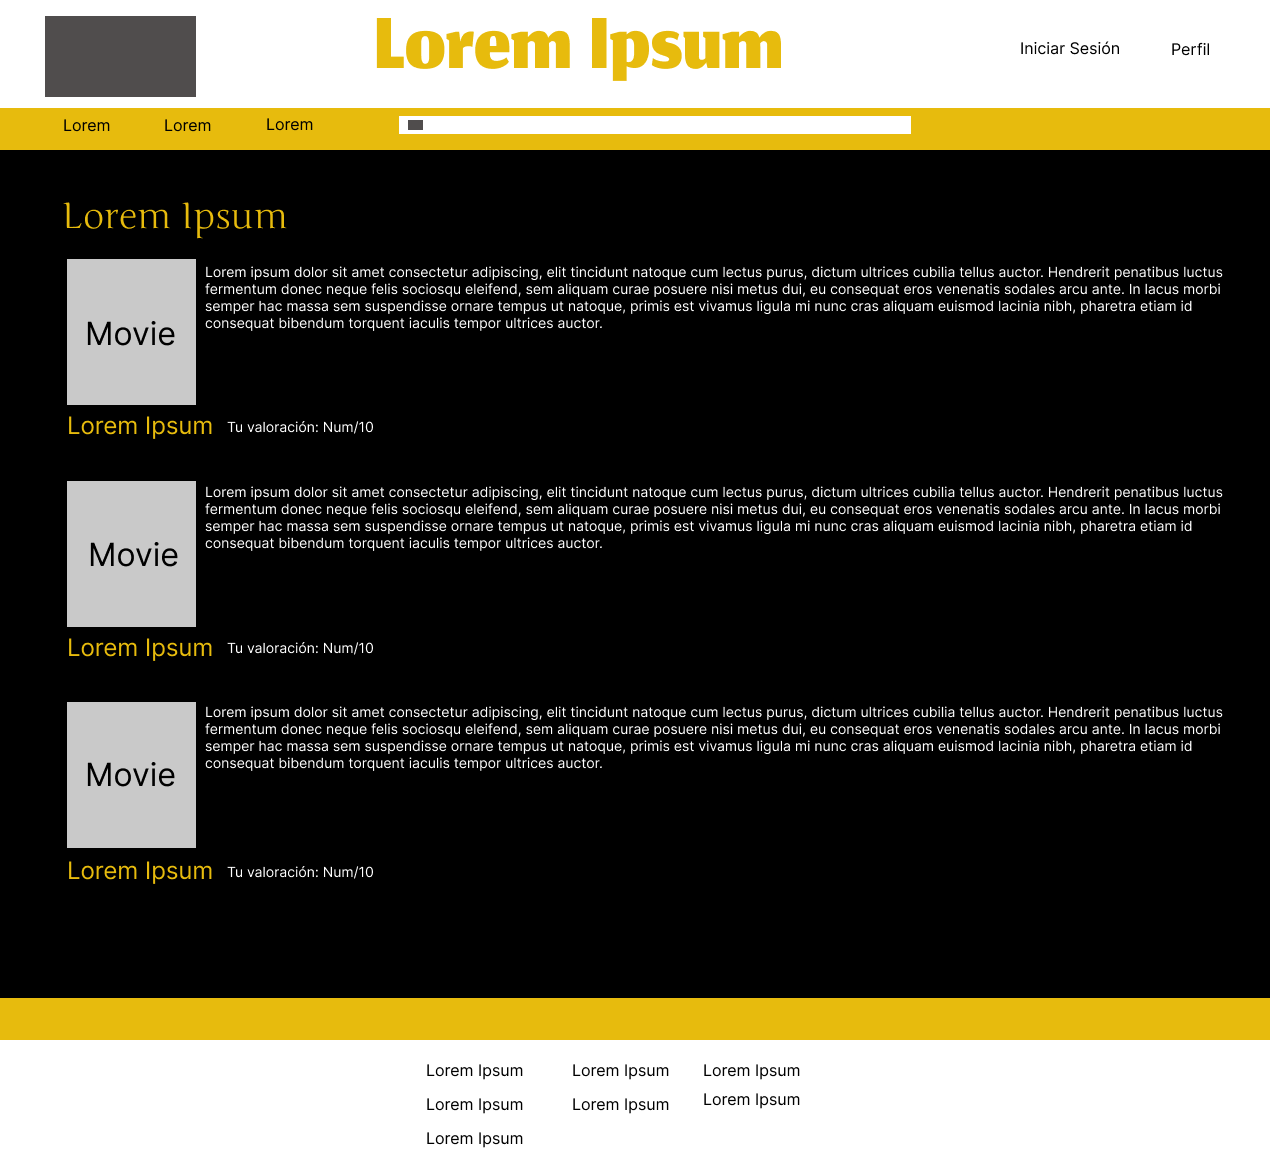 Lorem Ipsum
Iniciar Sesión
Perfil
Lorem
Lorem
Lorem
Lorem Ipsum
Movie
Lorem ipsum dolor sit amet consectetur adipiscing, elit tincidunt natoque cum lectus purus, dictum ultrices cubilia tellus auctor. Hendrerit penatibus luctus
fermentum donec neque felis sociosqu eleifend, sem aliquam curae posuere nisi metus dui, eu consequat eros venenatis sodales arcu ante. In lacus morbi
semper hac massa sem suspendisse ornare tempus ut natoque, primis est vivamus ligula mi nunc cras aliquam euismod lacinia nibh, pharetra etiam id
consequat bibendum torquent iaculis tempor ultrices auctor.
Lorem Ipsum
Tu valoración: Num/10
Movie
Lorem ipsum dolor sit amet consectetur adipiscing, elit tincidunt natoque cum lectus purus, dictum ultrices cubilia tellus auctor. Hendrerit penatibus luctus
fermentum donec neque felis sociosqu eleifend, sem aliquam curae posuere nisi metus dui, eu consequat eros venenatis sodales arcu ante. In lacus morbi
semper hac massa sem suspendisse ornare tempus ut natoque, primis est vivamus ligula mi nunc cras aliquam euismod lacinia nibh, pharetra etiam id
consequat bibendum torquent iaculis tempor ultrices auctor.
Lorem Ipsum
Tu valoración: Num/10
Movie
Lorem ipsum dolor sit amet consectetur adipiscing, elit tincidunt natoque cum lectus purus, dictum ultrices cubilia tellus auctor. Hendrerit penatibus luctus
fermentum donec neque felis sociosqu eleifend, sem aliquam curae posuere nisi metus dui, eu consequat eros venenatis sodales arcu ante. In lacus morbi
semper hac massa sem suspendisse ornare tempus ut natoque, primis est vivamus ligula mi nunc cras aliquam euismod lacinia nibh, pharetra etiam id
consequat bibendum torquent iaculis tempor ultrices auctor.
Lorem Ipsum
Tu valoración: Num/10
Lorem Ipsum
Lorem Ipsum
Lorem Ipsum
Lorem Ipsum
Lorem Ipsum
Lorem Ipsum
Lorem Ipsum